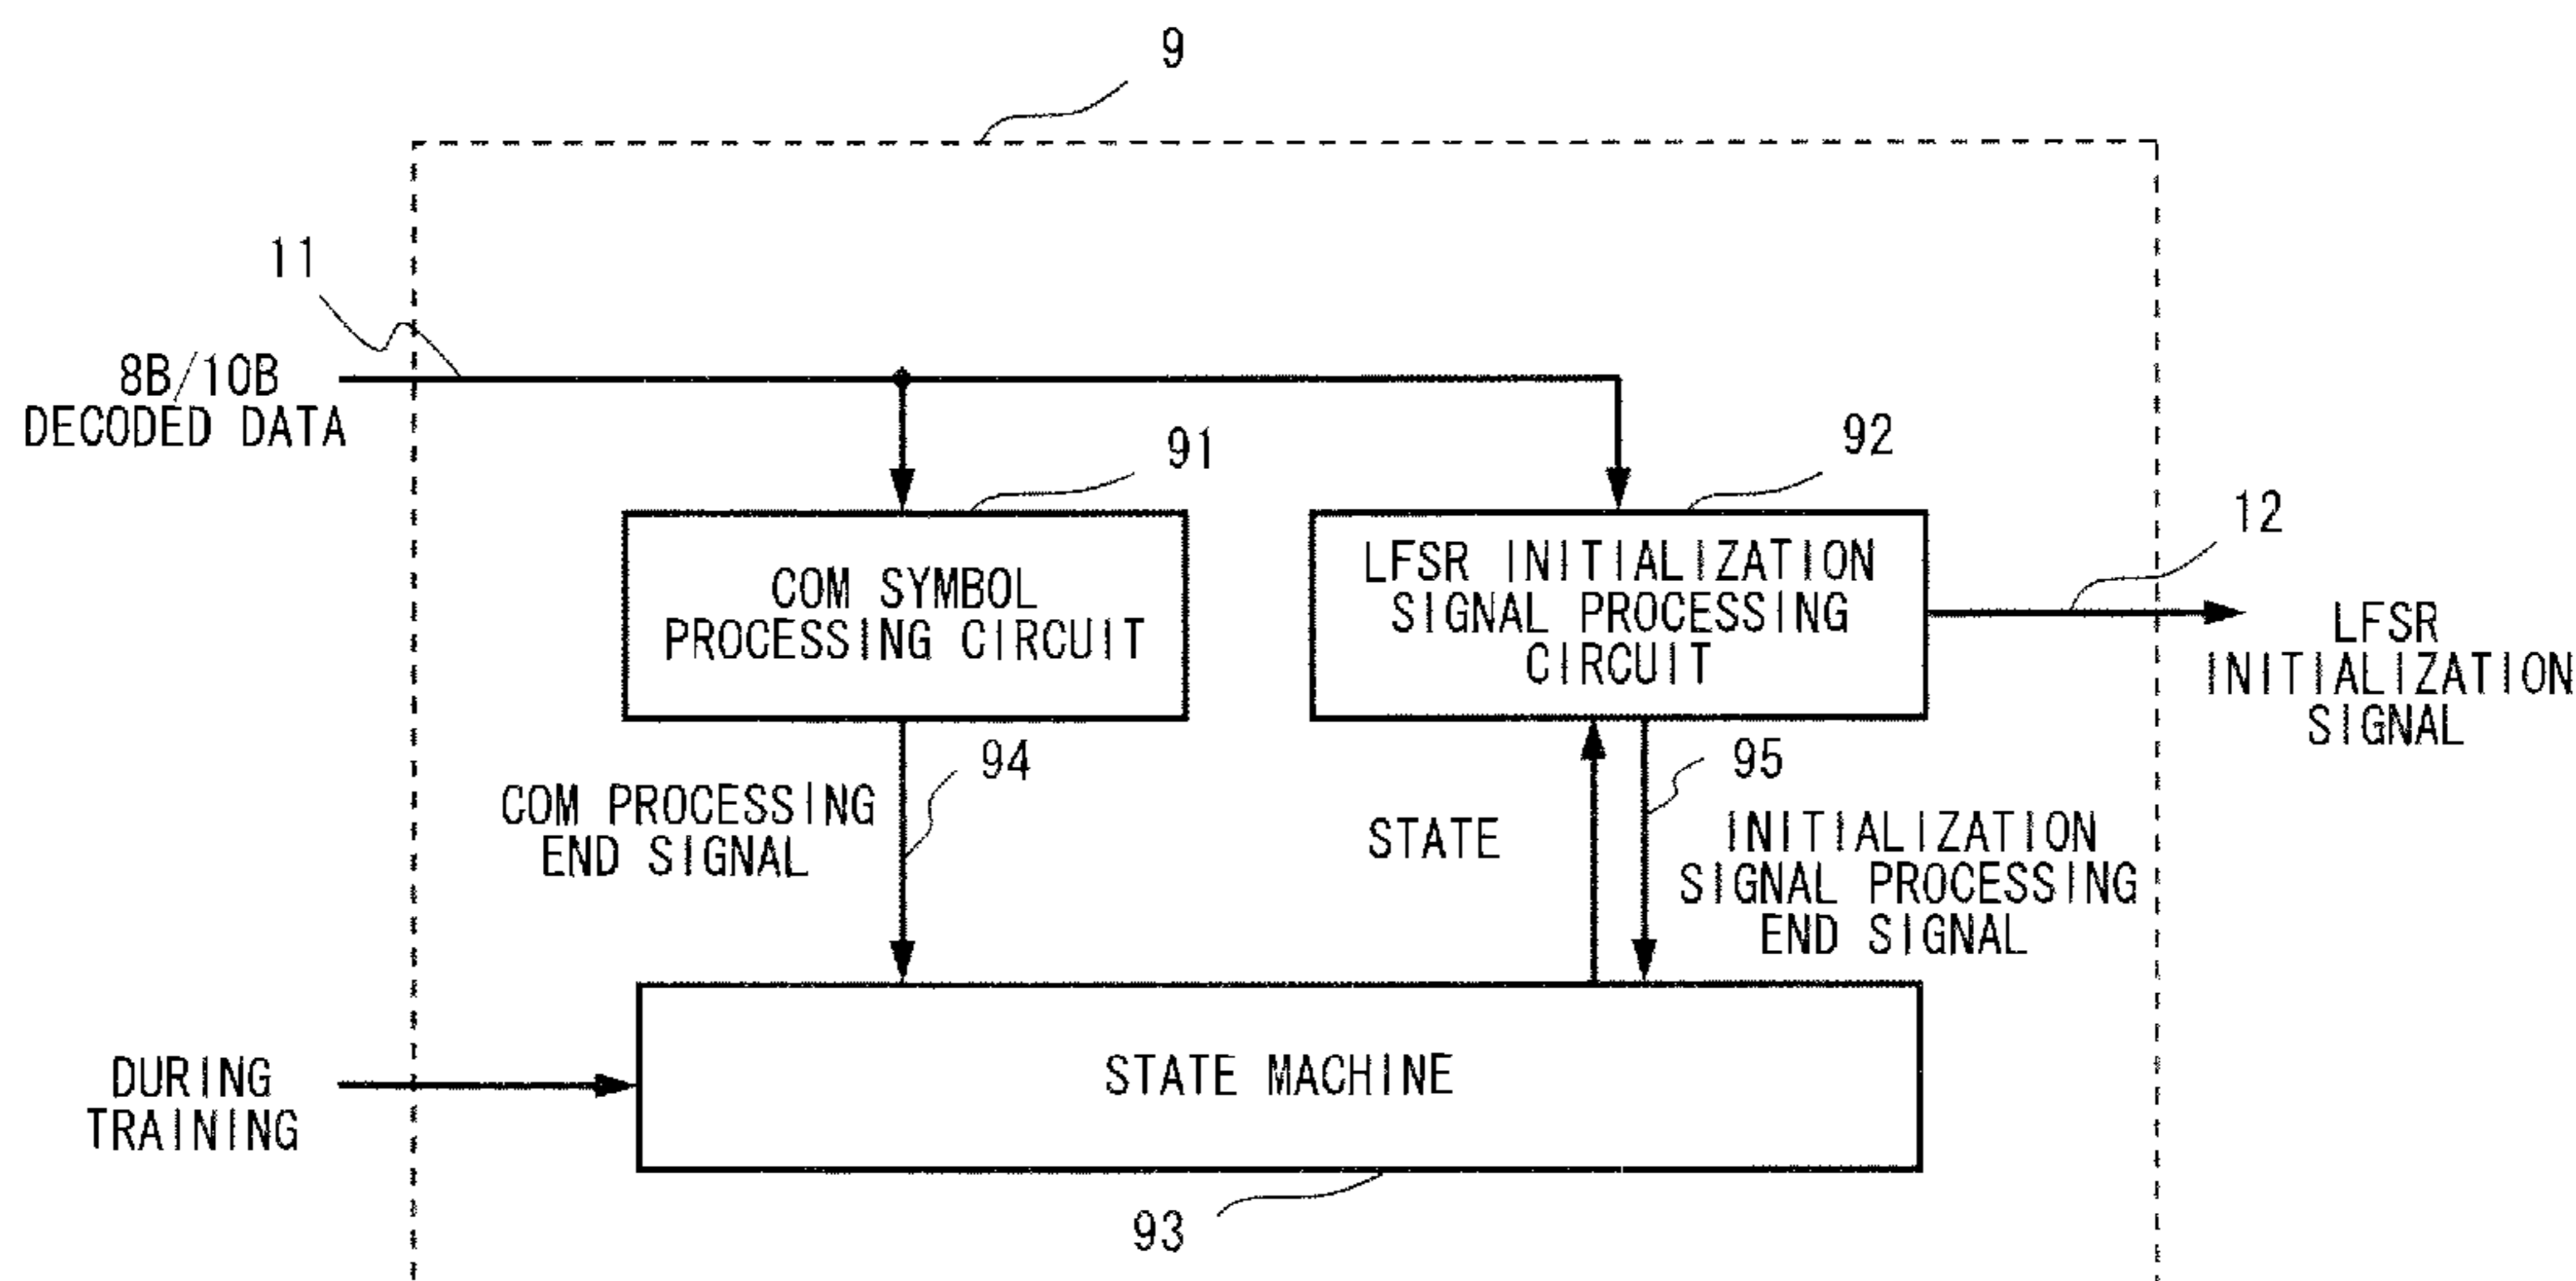 9
11
8B/10B
DECODED DATA
91
92
12
COM SYMBOL
PROCESSING CIRCUIT
LFSR INITIALIZATION
SIGNAL PROCESSING
CIRCUIT
LFSR
INITIALIZATION
SIGNAL
94
95
COM PROCESSING
END SIGNAL
STATE
INITIALIZATION
SIGNAL PROCESSING
END SIGNAL
DURING
TRAINING
STATE MACHINE
93